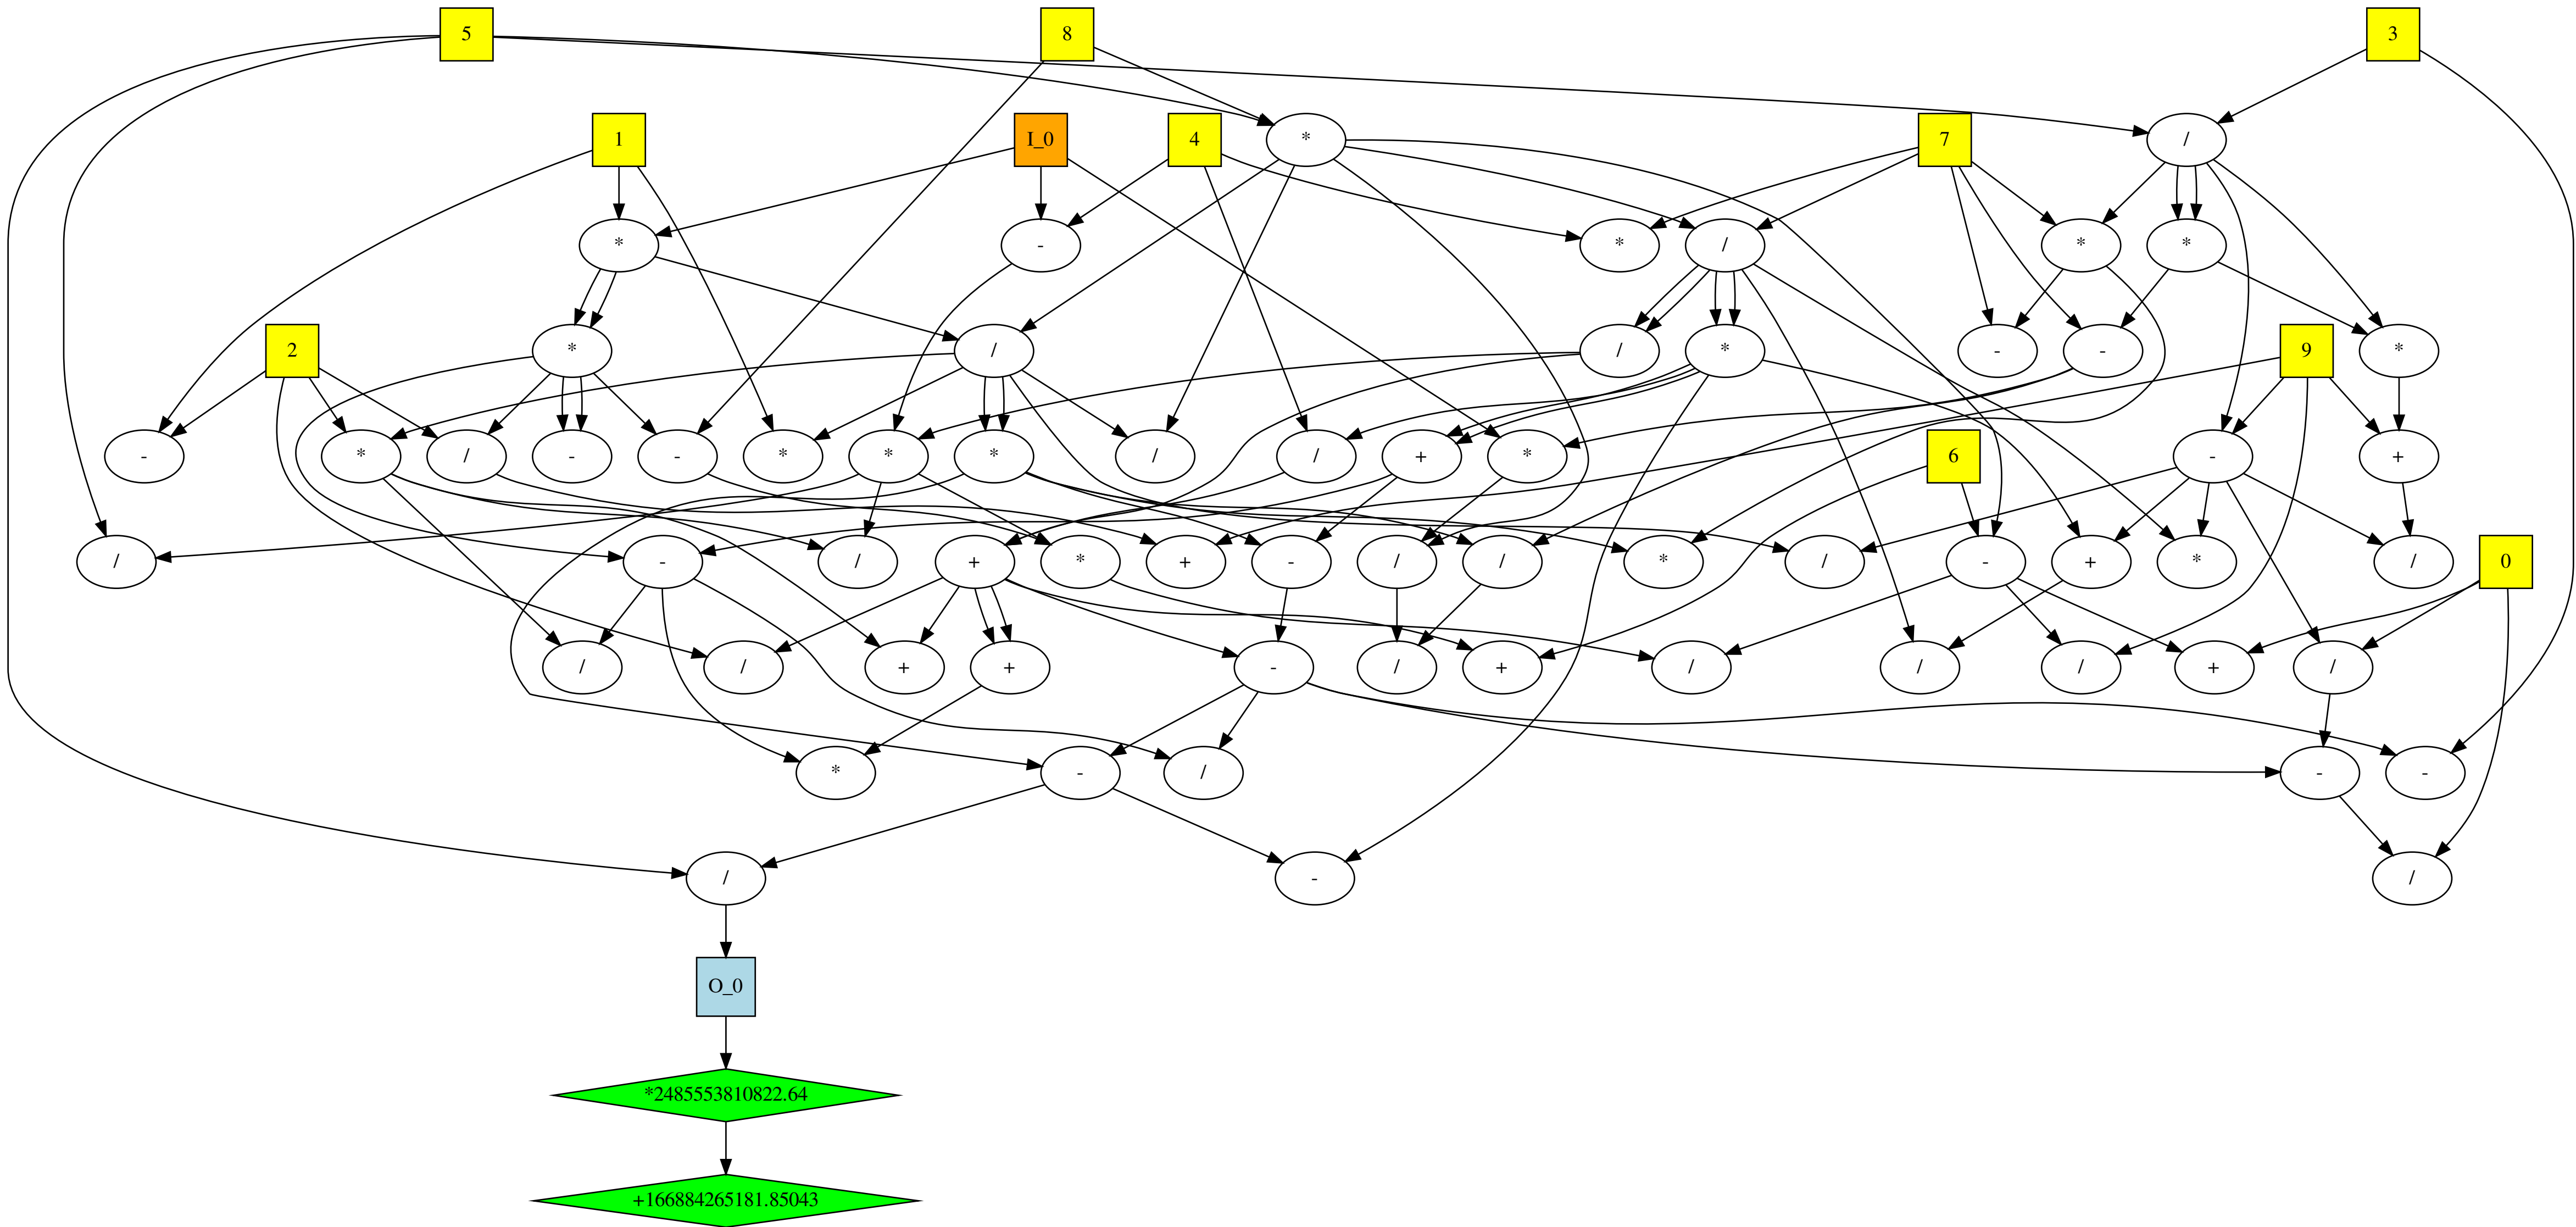 5 8 3
1 I_0 4 * 7 /
* - * / * *
2 * / / * - - 9 *
- * / - - * * * / / + * 6 - +
/ - / + * + - / / * / - + * / 0
/ / + + - / + / / / + /
* - / - -
/ - /
O_0
*2485553810822.64
+166884265181.85043